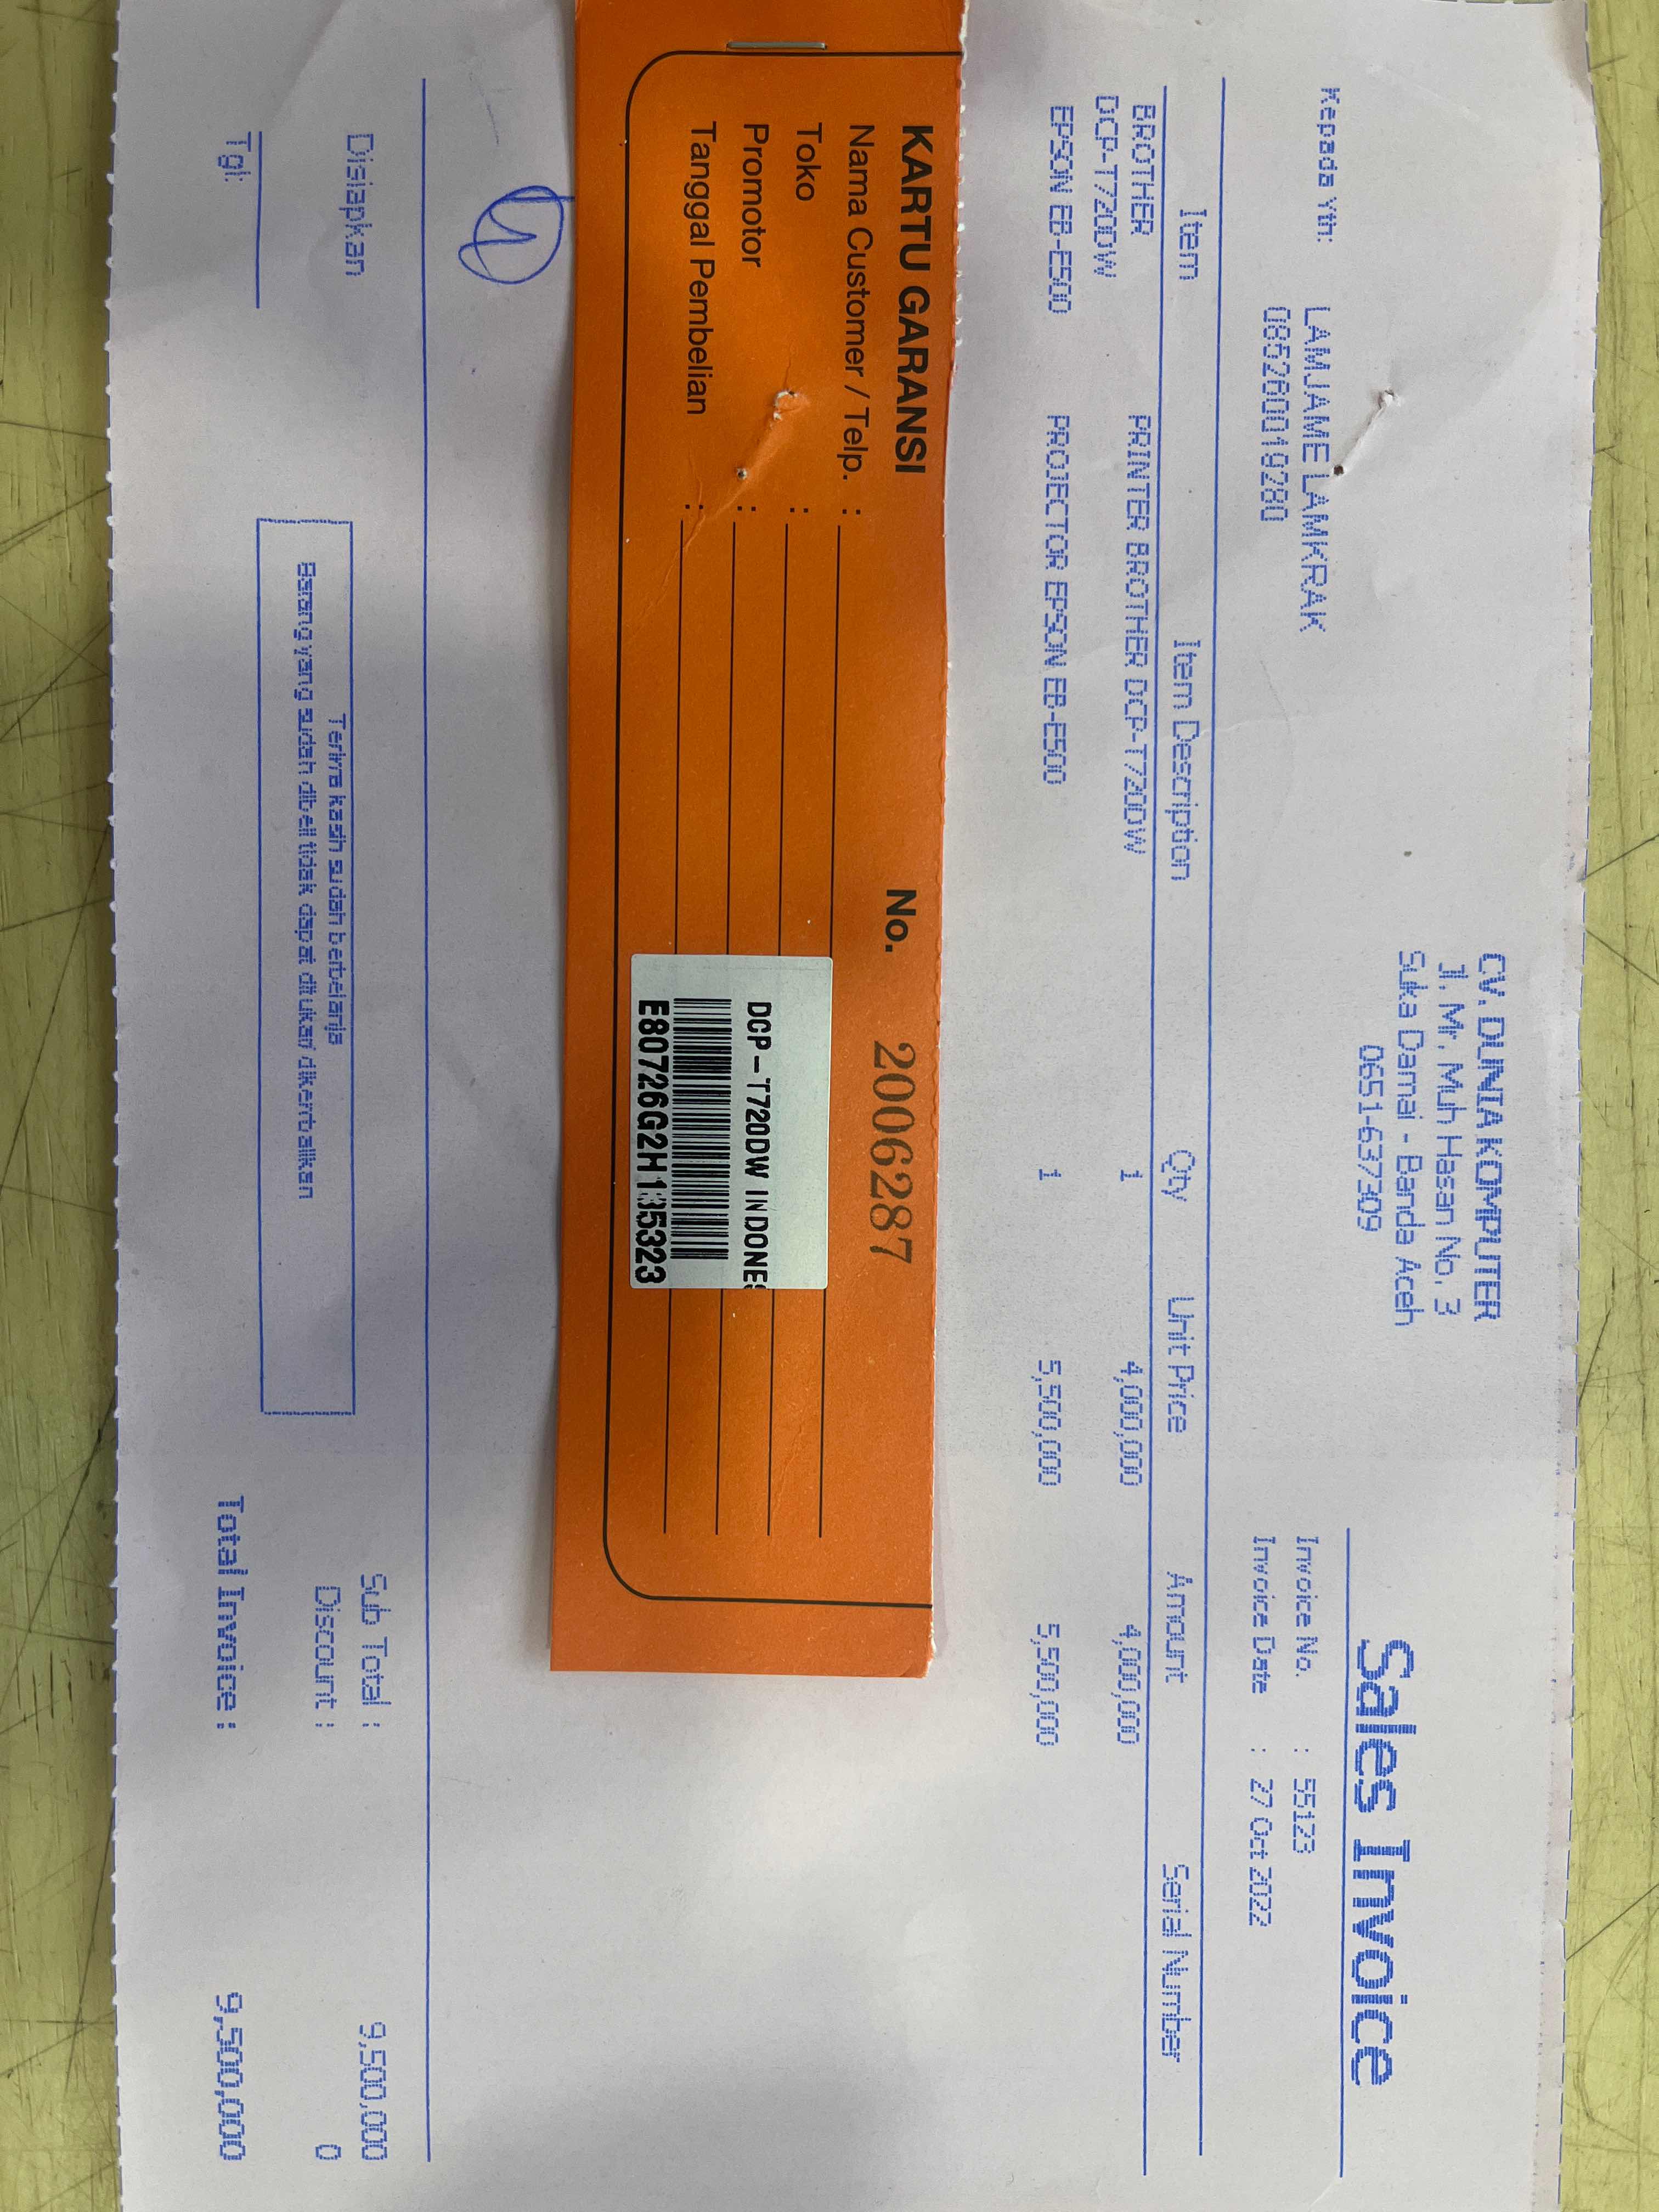 Sales Invoice
CV. DUNIA KOMPUTER
Jl. Mr. Muh Hasan No. 3
Suka Damai - Banda Aceh
0651-637309
Kepada Yth: LAMJAME LAMKRAK
085260019280
Invoice No. : 55123
Invoice Date : 27 Oct 2022
Item Item Description Qty Unit Price Amount Serial Number
BROTHER PRINTER BROTHER DCP-T720DW 1 4,000,000 4,000,000
DCP-T720DW
EPSON EB-E500 PROJECTOR EPSON EB-E500 1 5,500,000 5,500,000
KARTU GARANSI No. 2006287
Nama Customer / Telp. :
Toko :
Promotor :
Tanggal Pembelian :
DCP-T720DW INDONES
E80726G2H135323
Disiapkan
Tgl:
Terima kasih sudah berbelanja
Barang yang sudah dibeli tidak dapat ditukar/dikembalikan
Sub Total : 9,500,000
Discount : 0
Total Invoice : 9,500,000